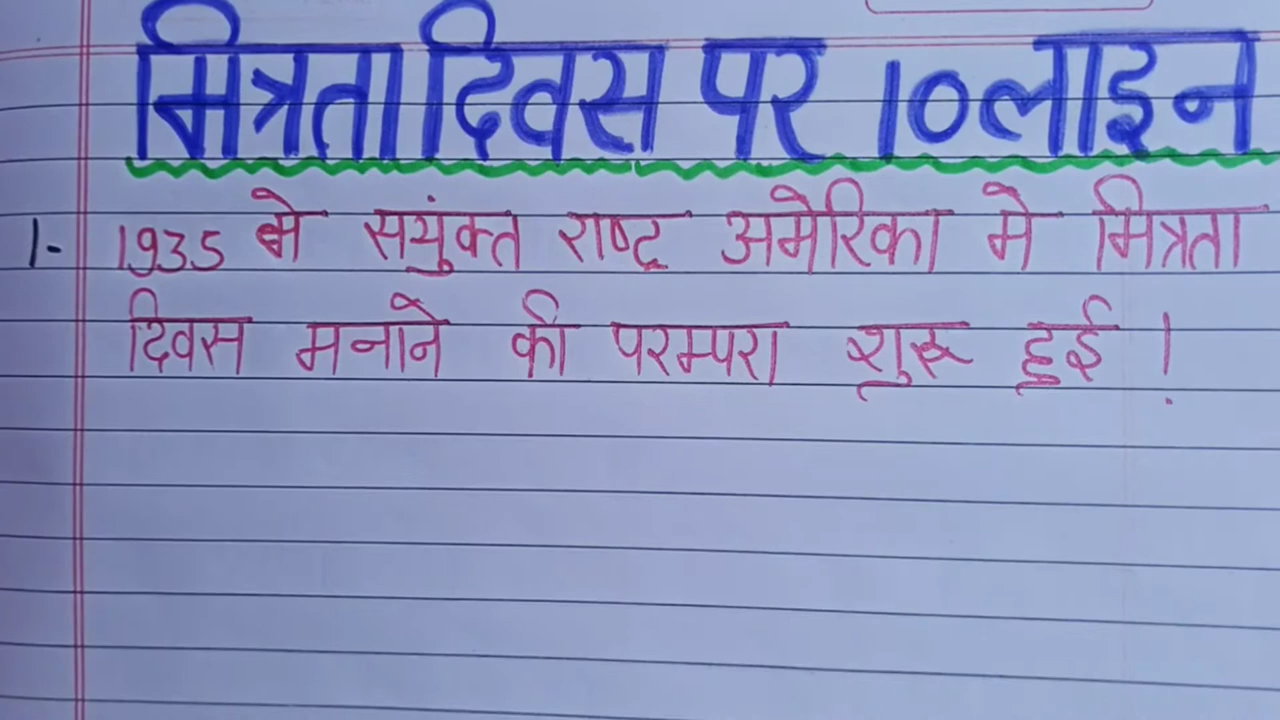 मित्रता दिवस पर 10 लाइन
1- 1935 मे सयुंक्त राष्ट्र अमेरिका मे मित्रता
दिवस मनाने की परम्परा शुरू हुई !